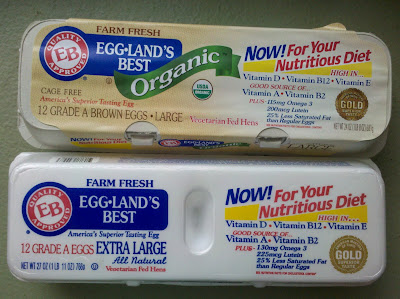 FARM FRESH
QUALITY
EB
APPROVED
EGG•LAND'S
BEST
Organic
USDA
ORGANIC
CAGE FREE
America's Superior Tasting Egg
12 GRADE A BROWN EGGS • LARGE
Vegetarian Fed Hens
NOW! For Your
Nutritious Diet
HIGH IN
Vitamin D • Vitamin B12 • Vitamin E
GOOD SOURCE OF...
Vitamin A • Vitamin B2
PLUS • 115mg Omega 3
200mcg Lutein
25% Less Saturated Fat
than Regular Eggs
GOLD
EGG•LAND'S BEST
LARGE
FARM FRESH
QUALITY
EB
APPROVED
EGG•LAND'S
BEST
America's Superior Tasting Egg
12 GRADE A EGGS EXTRA LARGE
All Natural
NET WT 27 OZ (1 LB 11 OZ) 766g
Vegetarian Fed Hens
NOW! For Your
Nutritious Diet
HIGH IN...
Vitamin D • Vitamin B12 • Vitamin E
GOOD SOURCE OF...
Vitamin A • Vitamin B2
PLUS • 130mg Omega 3
225mcg Lutein
25% Less Saturated Fat
than Regular Eggs
GOLD